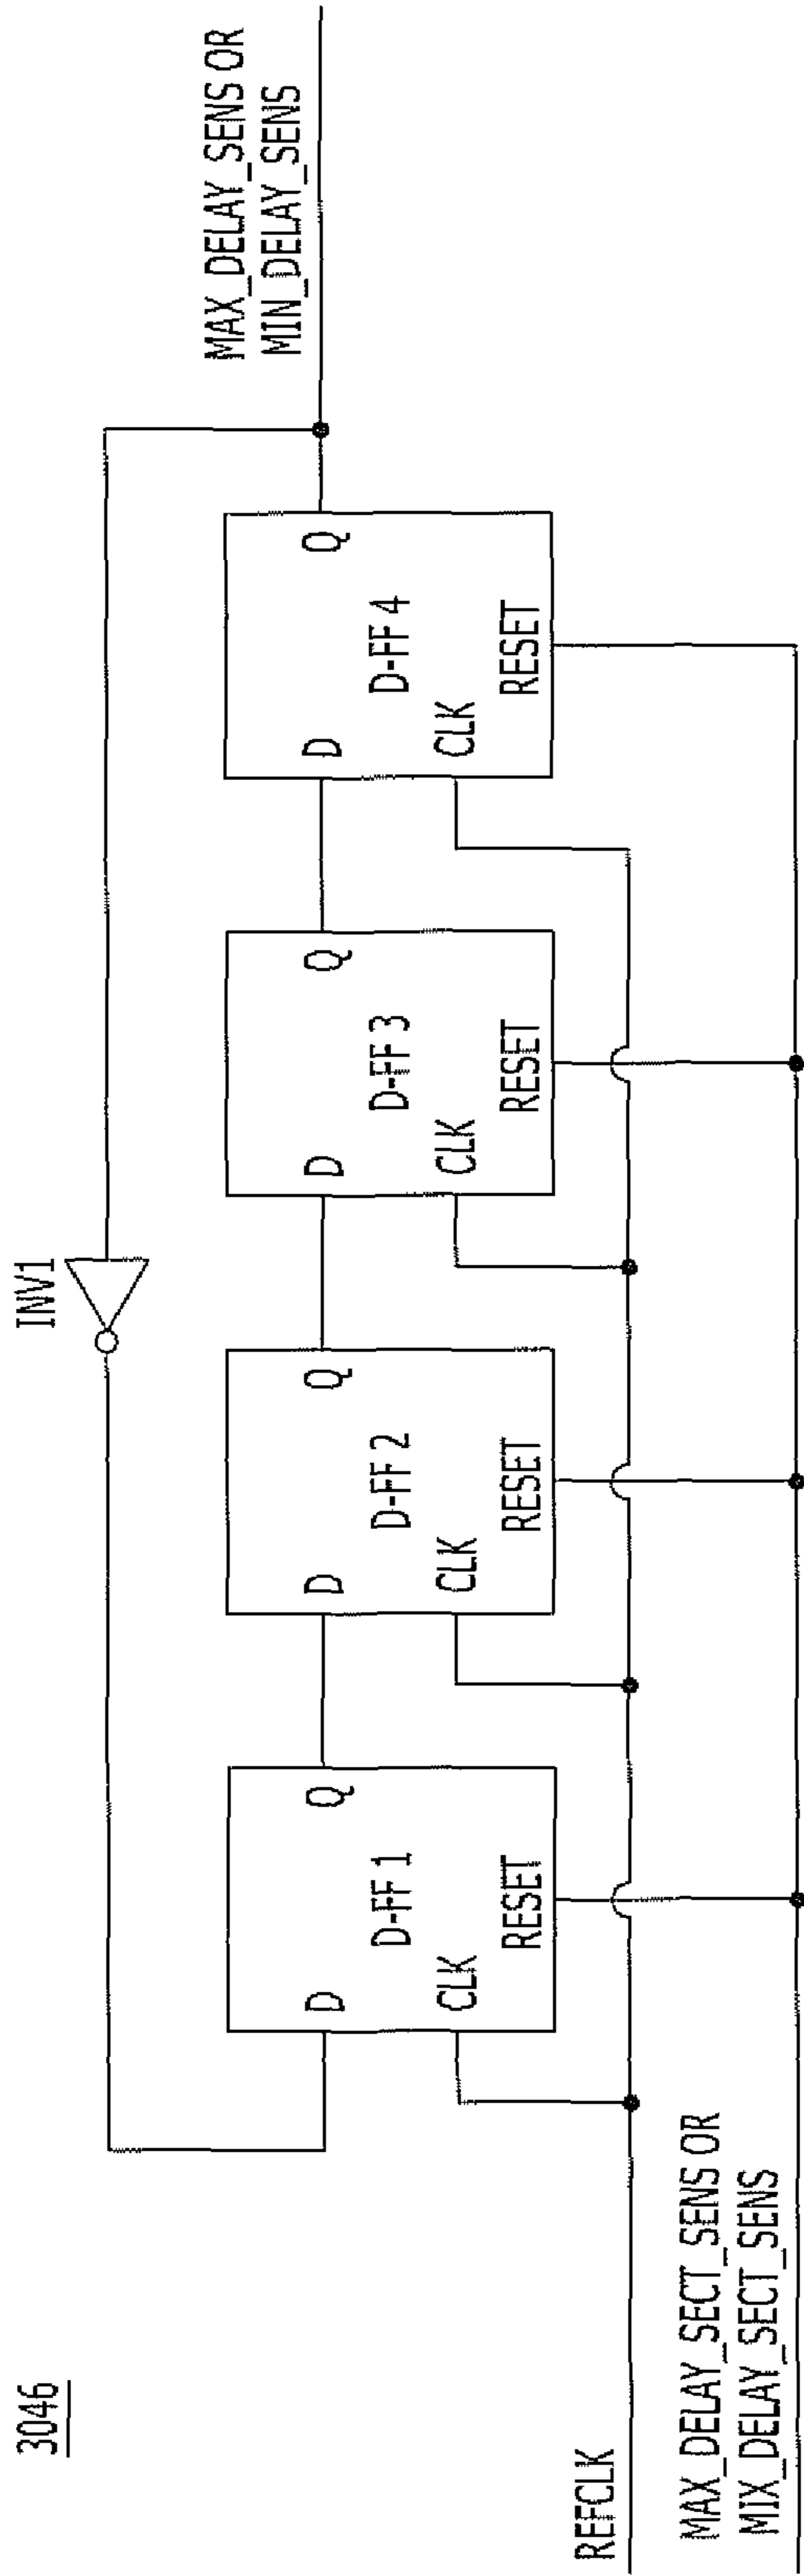 3046
INV1
MAX_DELAY_SENS OR
MIN_DELAY_SENS
D
Q
D-FF 1
CLK
RESET
D
Q
D-FF 2
CLK
RESET
D
Q
D-FF 3
CLK
RESET
D
Q
D-FF 4
CLK
RESET
REFCLK
MAX_DELAY_SECT_SENS OR
MIX_DELAY_SECT_SENS